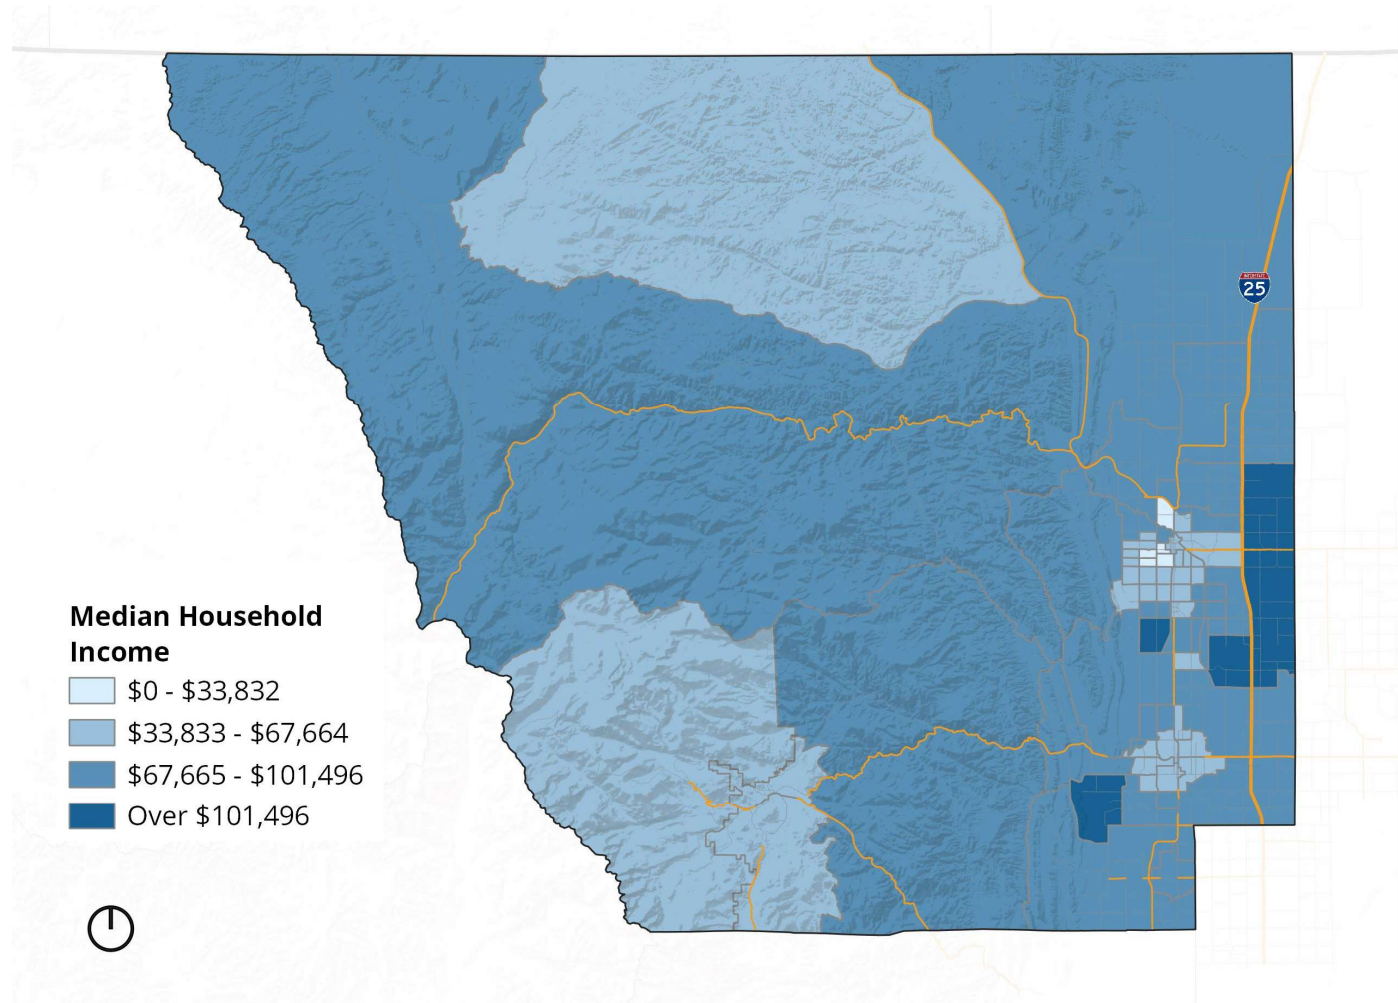 25
Median Household
Income
$0 - $33,832
$33,833 - $67,664
$67,665 - $101,496
Over $101,496